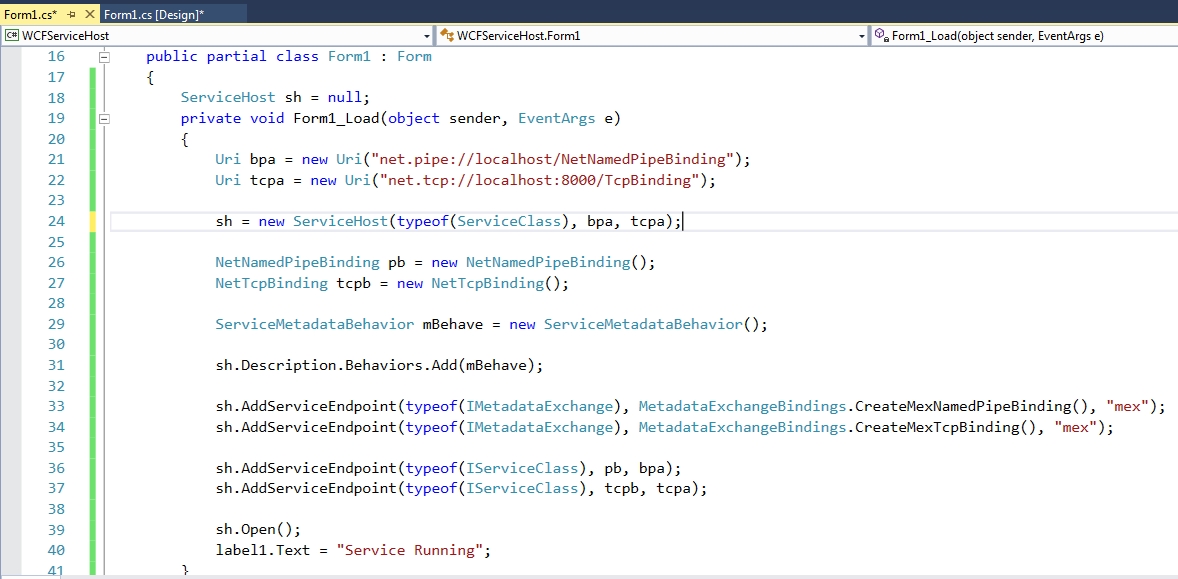 Form1.cs* Form1.cs [Design]*
C# WCFServiceHost WCFServiceHost.Form1 Form1_Load(object sender, EventArgs e)
16 public partial class Form1 : Form
17 {
18 ServiceHost sh = null;
19 private void Form1_Load(object sender, EventArgs e)
20 {
21 Uri bpa = new Uri("net.pipe://localhost/NetNamedPipeBinding");
22 Uri tcpa = new Uri("net.tcp://localhost:8000/TcpBinding");
23
24 sh = new ServiceHost(typeof(ServiceClass), bpa, tcpa);
25
26 NetNamedPipeBinding pb = new NetNamedPipeBinding();
27 NetTcpBinding tcpb = new NetTcpBinding();
28
29 ServiceMetadataBehavior mBehave = new ServiceMetadataBehavior();
30
31 sh.Description.Behaviors.Add(mBehave);
32
33 sh.AddServiceEndpoint(typeof(IMetadataExchange), MetadataExchangeBindings.CreateMexNamedPipeBinding(), "mex");
34 sh.AddServiceEndpoint(typeof(IMetadataExchange), MetadataExchangeBindings.CreateMexTcpBinding(), "mex");
35
36 sh.AddServiceEndpoint(typeof(IServiceClass), pb, bpa);
37 sh.AddServiceEndpoint(typeof(IServiceClass), tcpb, tcpa);
38
39 sh.Open();
40 label1.Text = "Service Running";
41 }